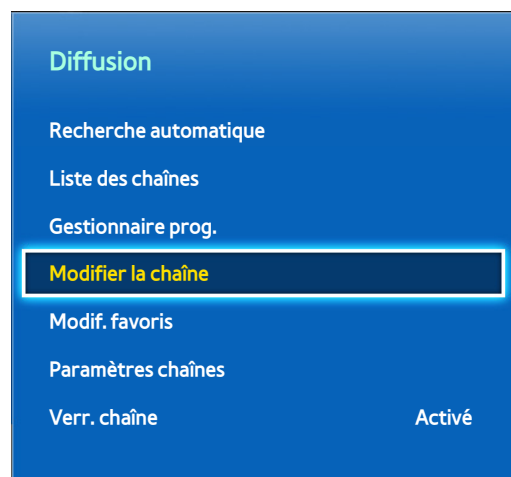 Diffusion
Recherche automatique
Liste des chaînes
Gestionnaire prog.
Modifier la chaîne
Modif. favoris
Paramètres chaînes
Verr. chaîne Activé